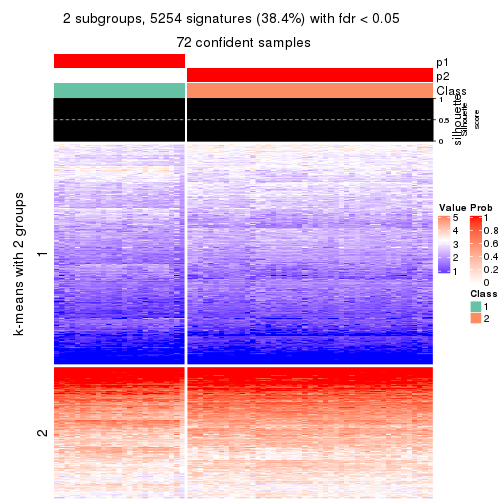 2 subgroups, 5254 signatures (38.4%) with fdr < 0.05
72 confident samples
p1
p2
Class
1
0.5
0
silhouette
Silhouette
score
k-means with 2 groups
1
2
Value
5
4
3
2
1
Prob
1
0.8
0.6
0.4
0.2
0
Class
1
2